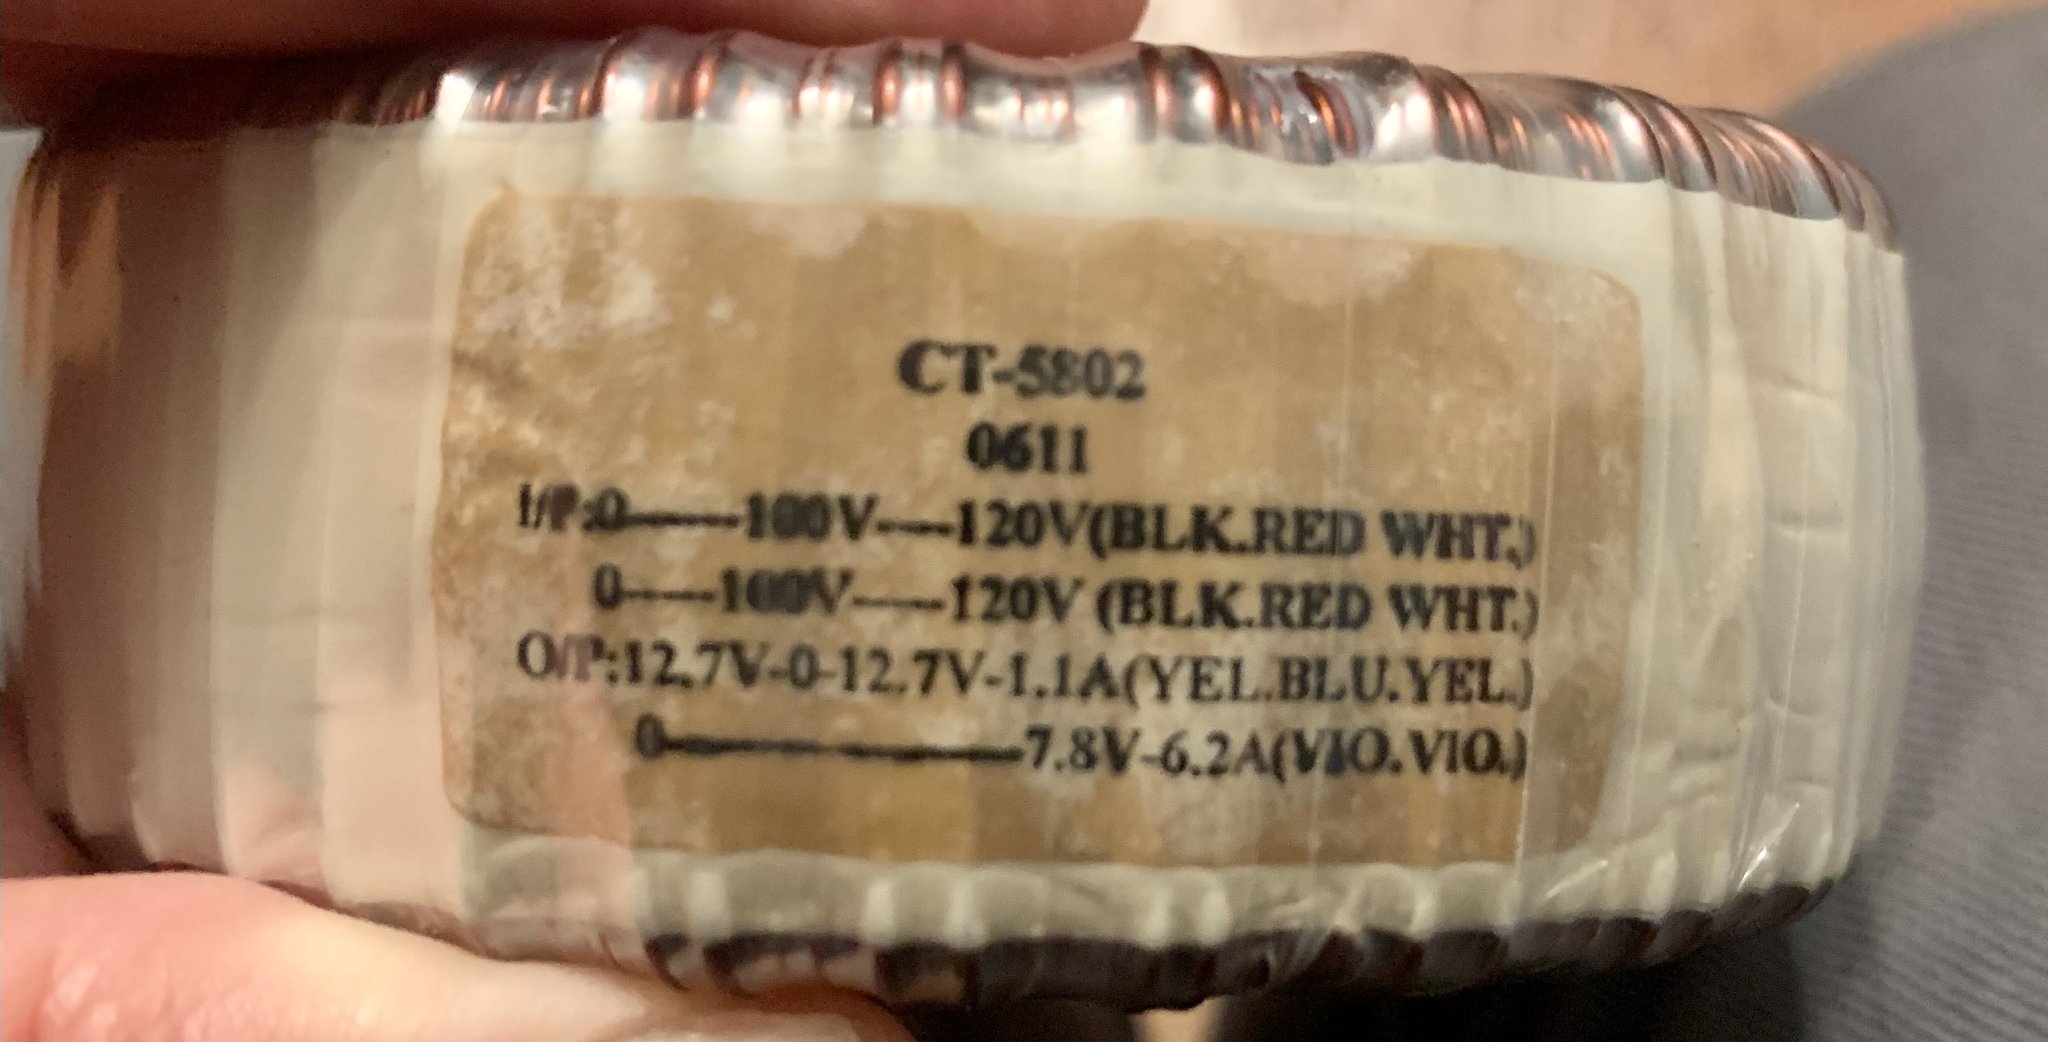 CT-5802
0611
I/P:0——100V—120V(BLK.RED WHT.)
0——100V——120V (BLK.RED WHT.)
O/P:12.7V-0-12.7V-1.1A(YEL.BLU.YEL.)
0————7.8V-6.2A(VIO.VIO.)